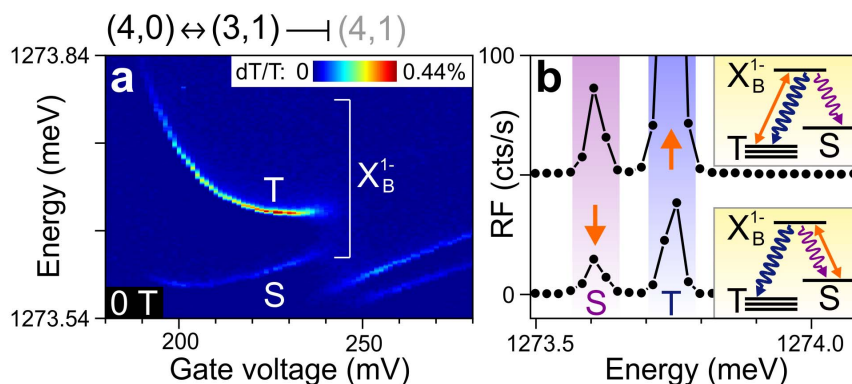 (4,0) ↔ (3,1) —| (4,1)
1273.84
a
dT/T: 0 0.44%
Energy (meV)
T
X_B^{1-}
S
0 T
1273.54
200
250
Gate voltage (mV)
100
b
RF (cts/s)
0
S
T
1273.5
1274.0
Energy (meV)
X_B^{1-}
T
S
X_B^{1-}
T
S